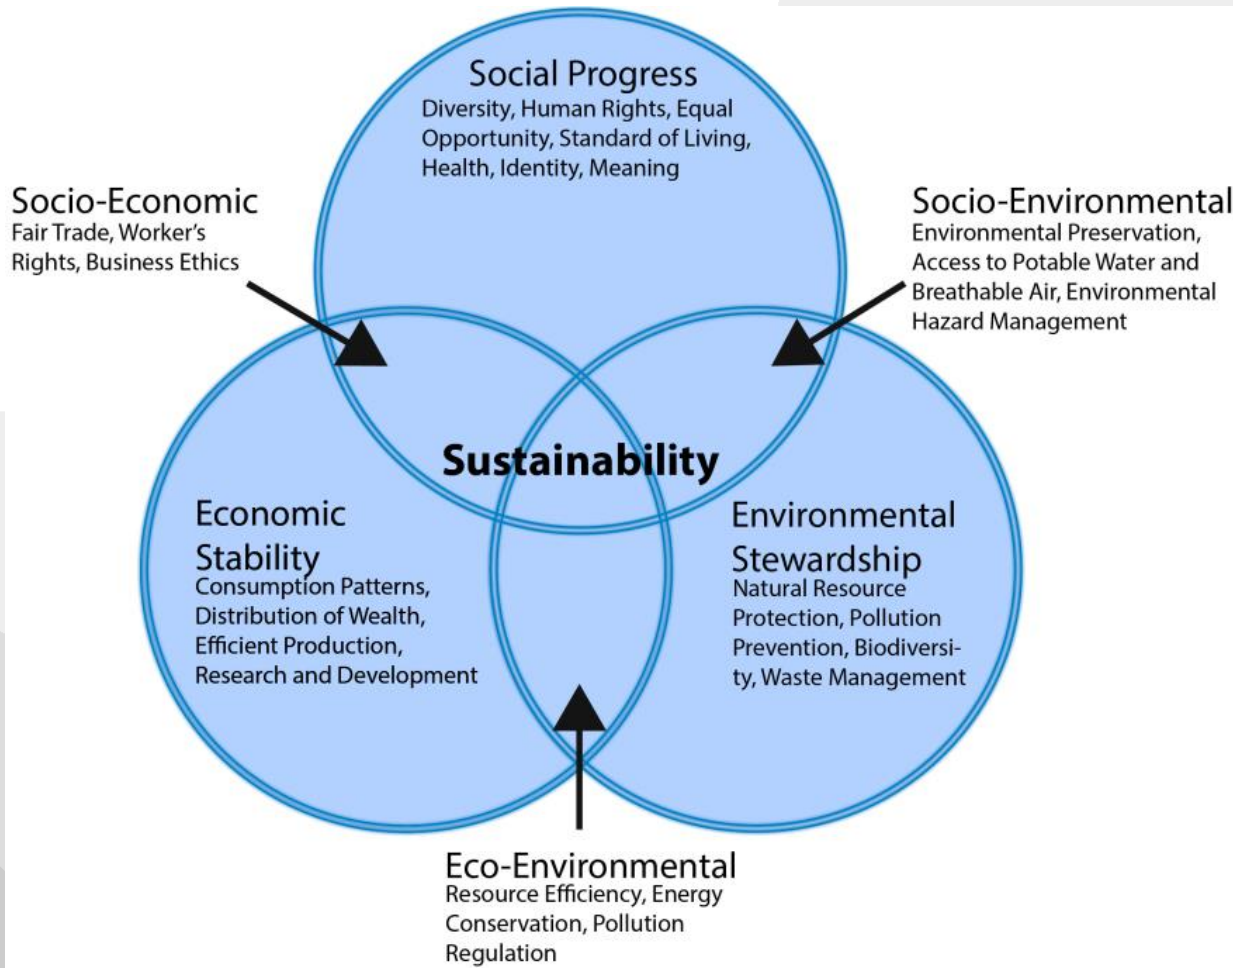 Social Progress
Diversity, Human Rights, Equal
Opportunity, Standard of Living,
Health, Identity, Meaning
Socio-Economic
Fair Trade, Worker’s
Rights, Business Ethics
Socio-Environmental
Environmental Preservation,
Access to Potable Water and
Breathable Air, Environmental
Hazard Management
Sustainability
Economic
Stability
Consumption Patterns,
Distribution of Wealth,
Efficient Production,
Research and Development
Environmental
Stewardship
Natural Resource
Protection, Pollution
Prevention, Biodiversi-
ty, Waste Management
Eco-Environmental
Resource Efficiency, Energy
Conservation, Pollution
Regulation